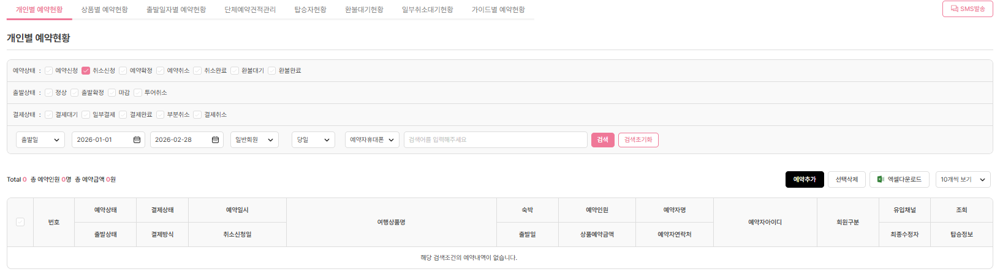 개인별 예약현황 상품별 예약현황 출발일자별 예약현황 단체예약견적관리 탑승자현황 환불대기현황 일부취소대기현황 가이드별 예약현황 SMS발송
개인별 예약현황
예약상태 : 예약신청 취소신청 예약확정 예약취소 취소완료 환불대기 환불완료
출발상태 : 정상 출발확정 마감 투어취소
결제상태 : 결제대기 일부결제 결제완료 부분취소 결제취소
출발일 2026-01-01 2026-02-28 일반회원 당일 예약자휴대폰 검색어를 입력해주세요 검색 검색초기화
Total 0 총 예약인원 0명 총 예약금액 0원 예약추가 선택삭제 엑셀다운로드 10개씩 보기
번호 예약상태 결제상태 예약일시 여행상품명 숙박 예약인원 예약자명 예약자아이디 회원구분 유입채널 조회
출발상태 결제방식 취소신청일 출발일 상품예약금액 예약자연락처 최종수정자 탑승정보
해당 검색조건의 예약내역이 없습니다.